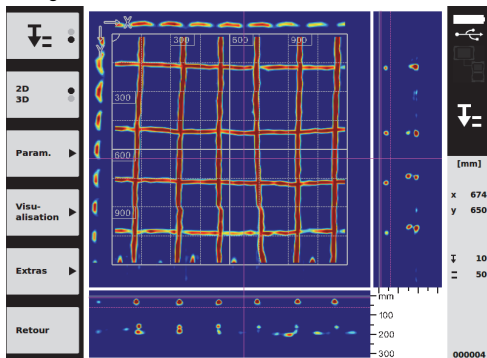 2D
3D
Param.
Visu-
alisation
Extras
Retour
X
Y
300
600
900
300
600
900
mm
100
200
300
[mm]
x 674
y 650
10
50
000004